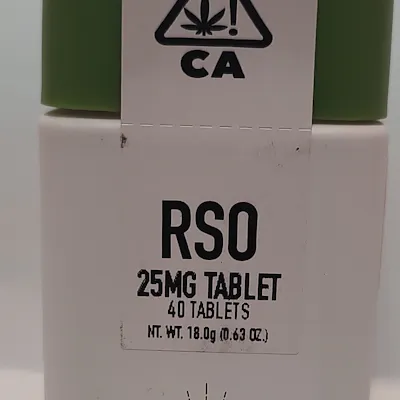 !
CA
RSO
25MG TABLET
40 TABLETS
NT. WT. 18.0g (0.63 OZ.)